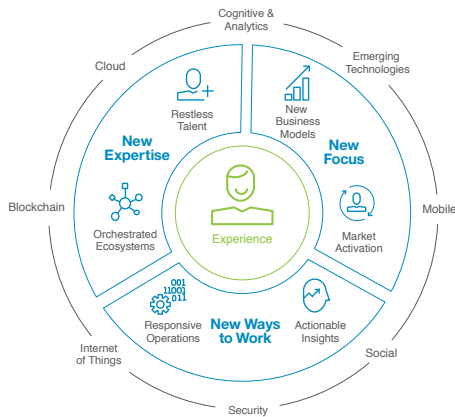 Cognitive &
Analytics
Cloud
Emerging
Technologies
Restless
Talent
New
Business
Models
New
Expertise
New
Focus
Blockchain
Mobile
Orchestrated
Ecosystems
Experience
Market
Activation
001
11001
011
Responsive
Operations
New Ways
to Work
Actionable
Insights
Internet
of Things
Social
Security